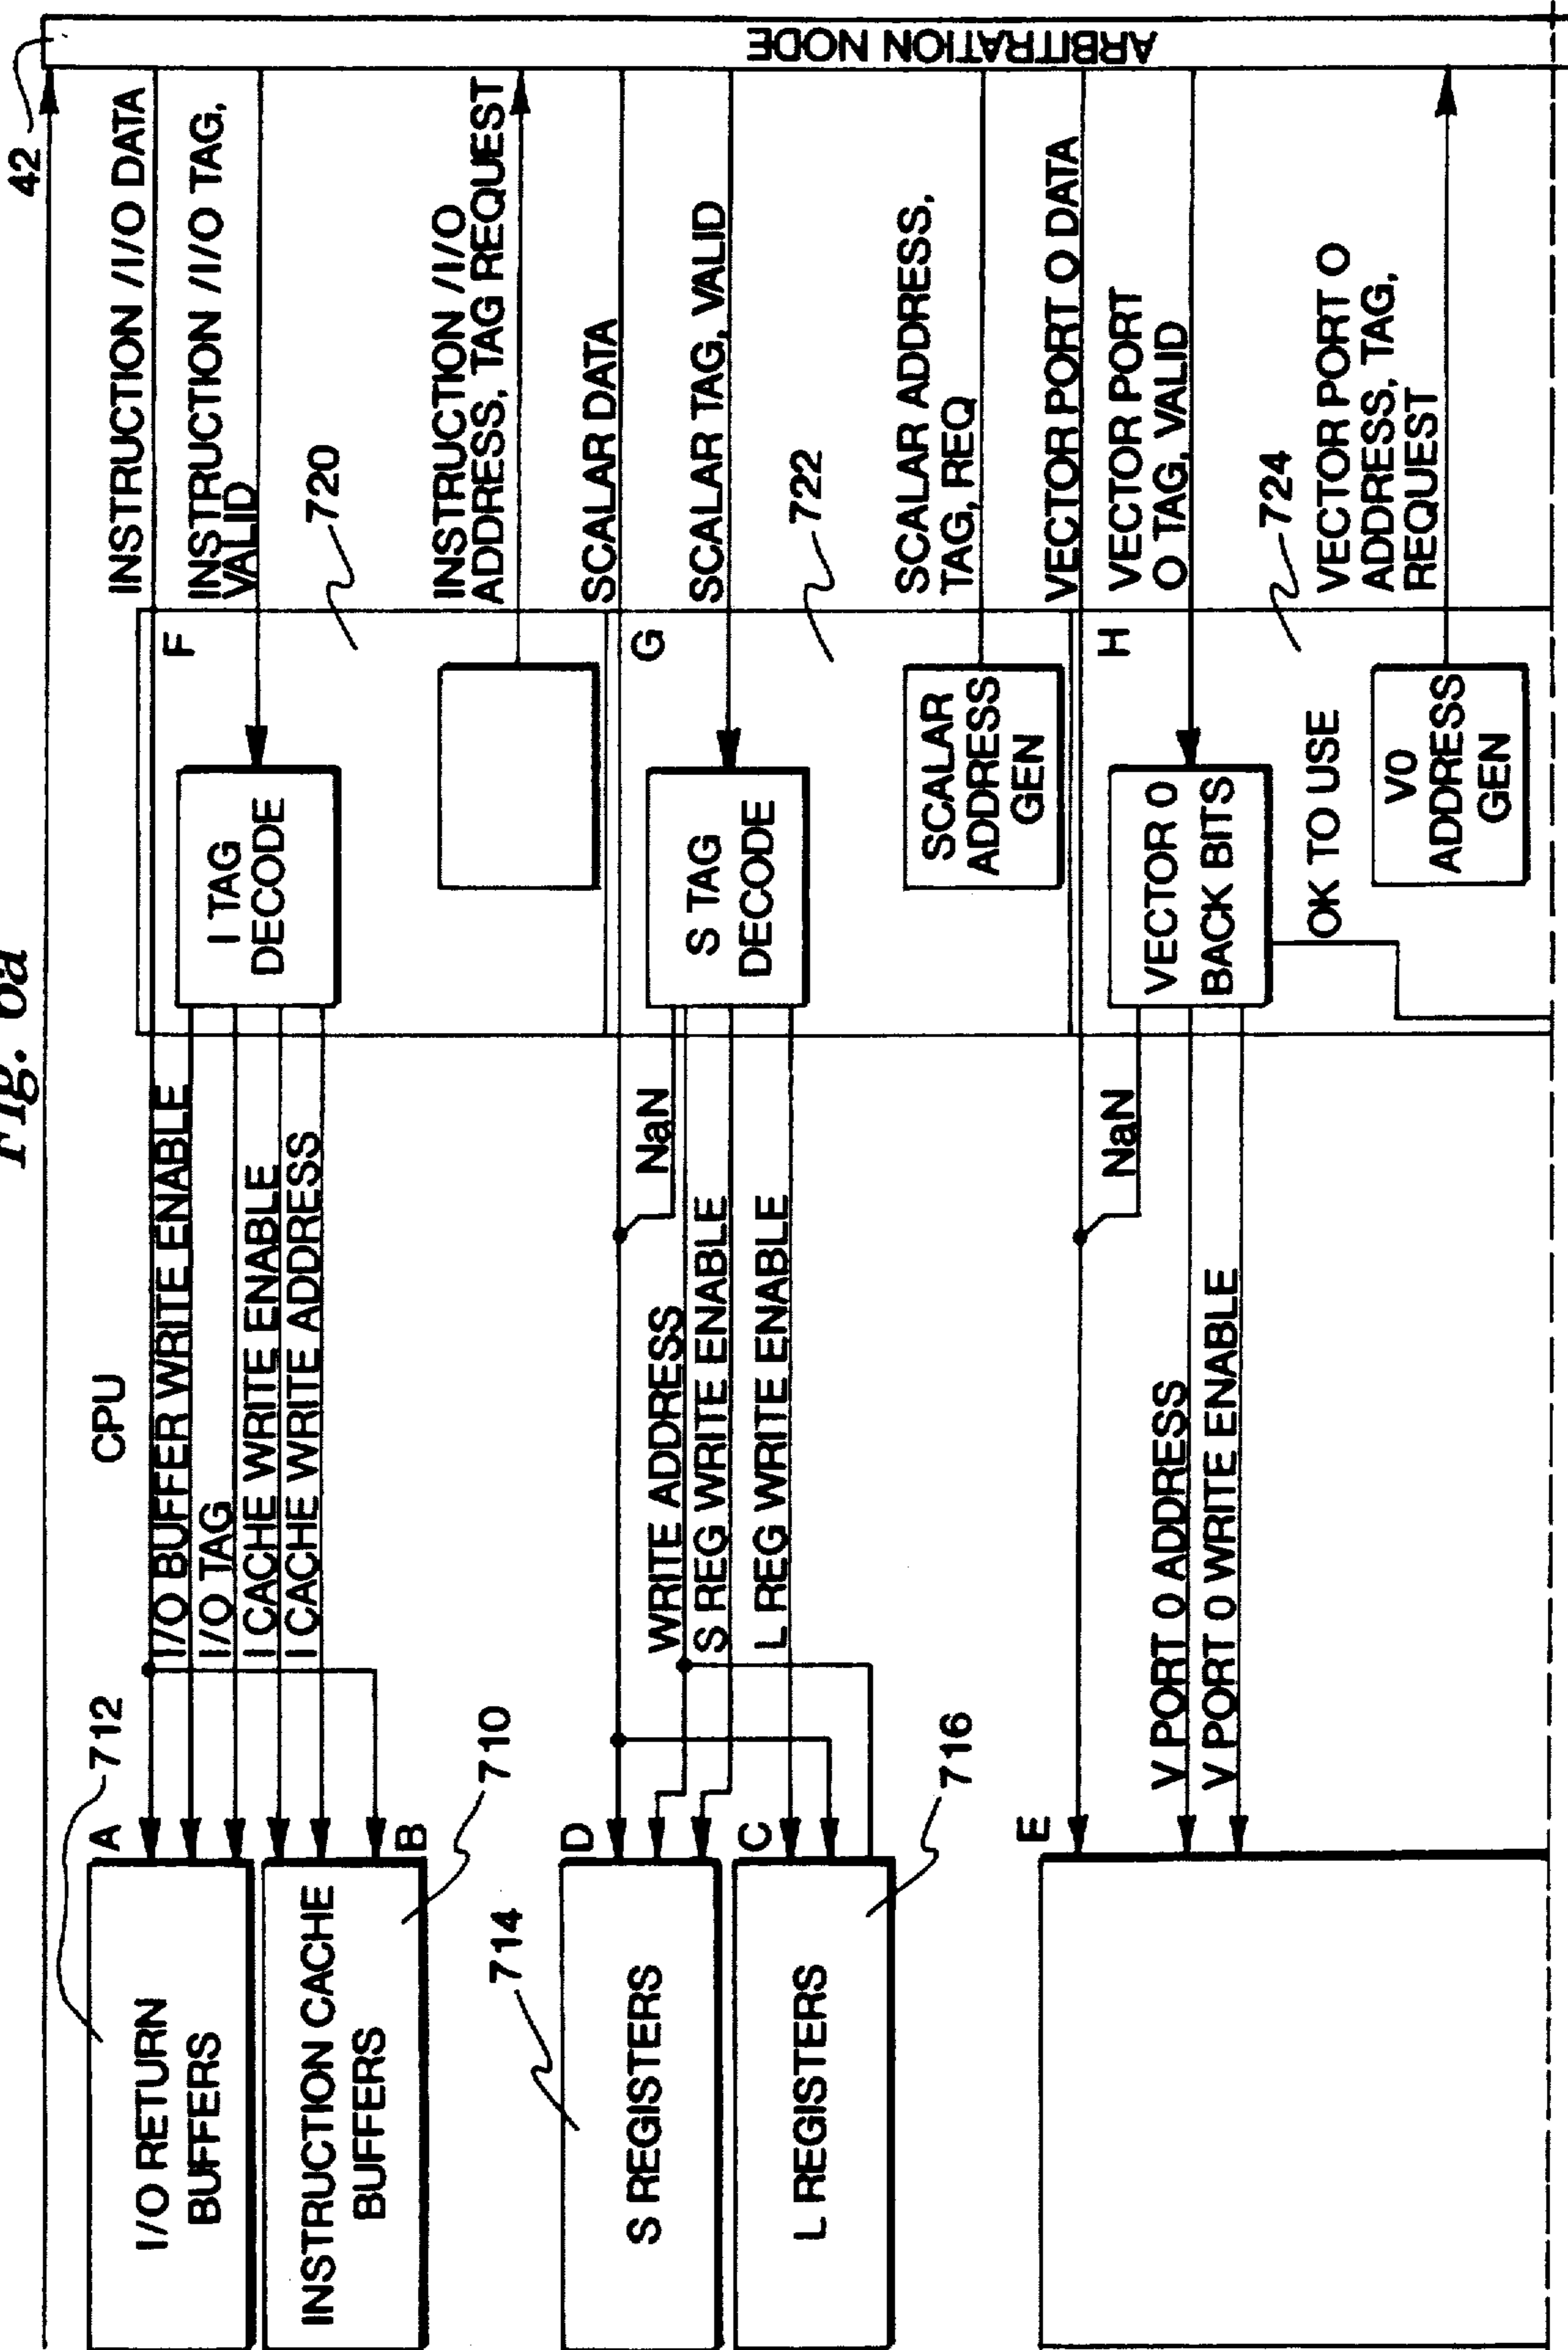 Fig. 6a
CPU
42
ARBITRATION NODE
712
A
I/O RETURN
BUFFERS
B
INSTRUCTION CACHE
BUFFERS
710
I/O BUFFER WRITE ENABLE
I/O TAG
I CACHE WRITE ENABLE
I CACHE WRITE ADDRESS
F
I TAG
DECODE
720
INSTRUCTION /I/O DATA
INSTRUCTION /I/O TAG,
VALID
INSTRUCTION /I/O
ADDRESS, TAG REQUEST
714
D
S REGISTERS
C
L REGISTERS
716
NaN
WRITE ADDRESS
S REG WRITE ENABLE
L REG WRITE ENABLE
G
S TAG
DECODE
722
SCALAR
ADDRESS
GEN
SCALAR DATA
SCALAR TAG, VALID
SCALAR ADDRESS,
TAG, REQ
E
NaN
V PORT 0 ADDRESS
V PORT 0 WRITE ENABLE
H
VECTOR 0
BACK BITS
OK TO USE
724
V0
ADDRESS
GEN
VECTOR PORT O DATA
VECTOR PORT
O TAG, VALID
VECTOR PORT O
ADDRESS, TAG,
REQUEST